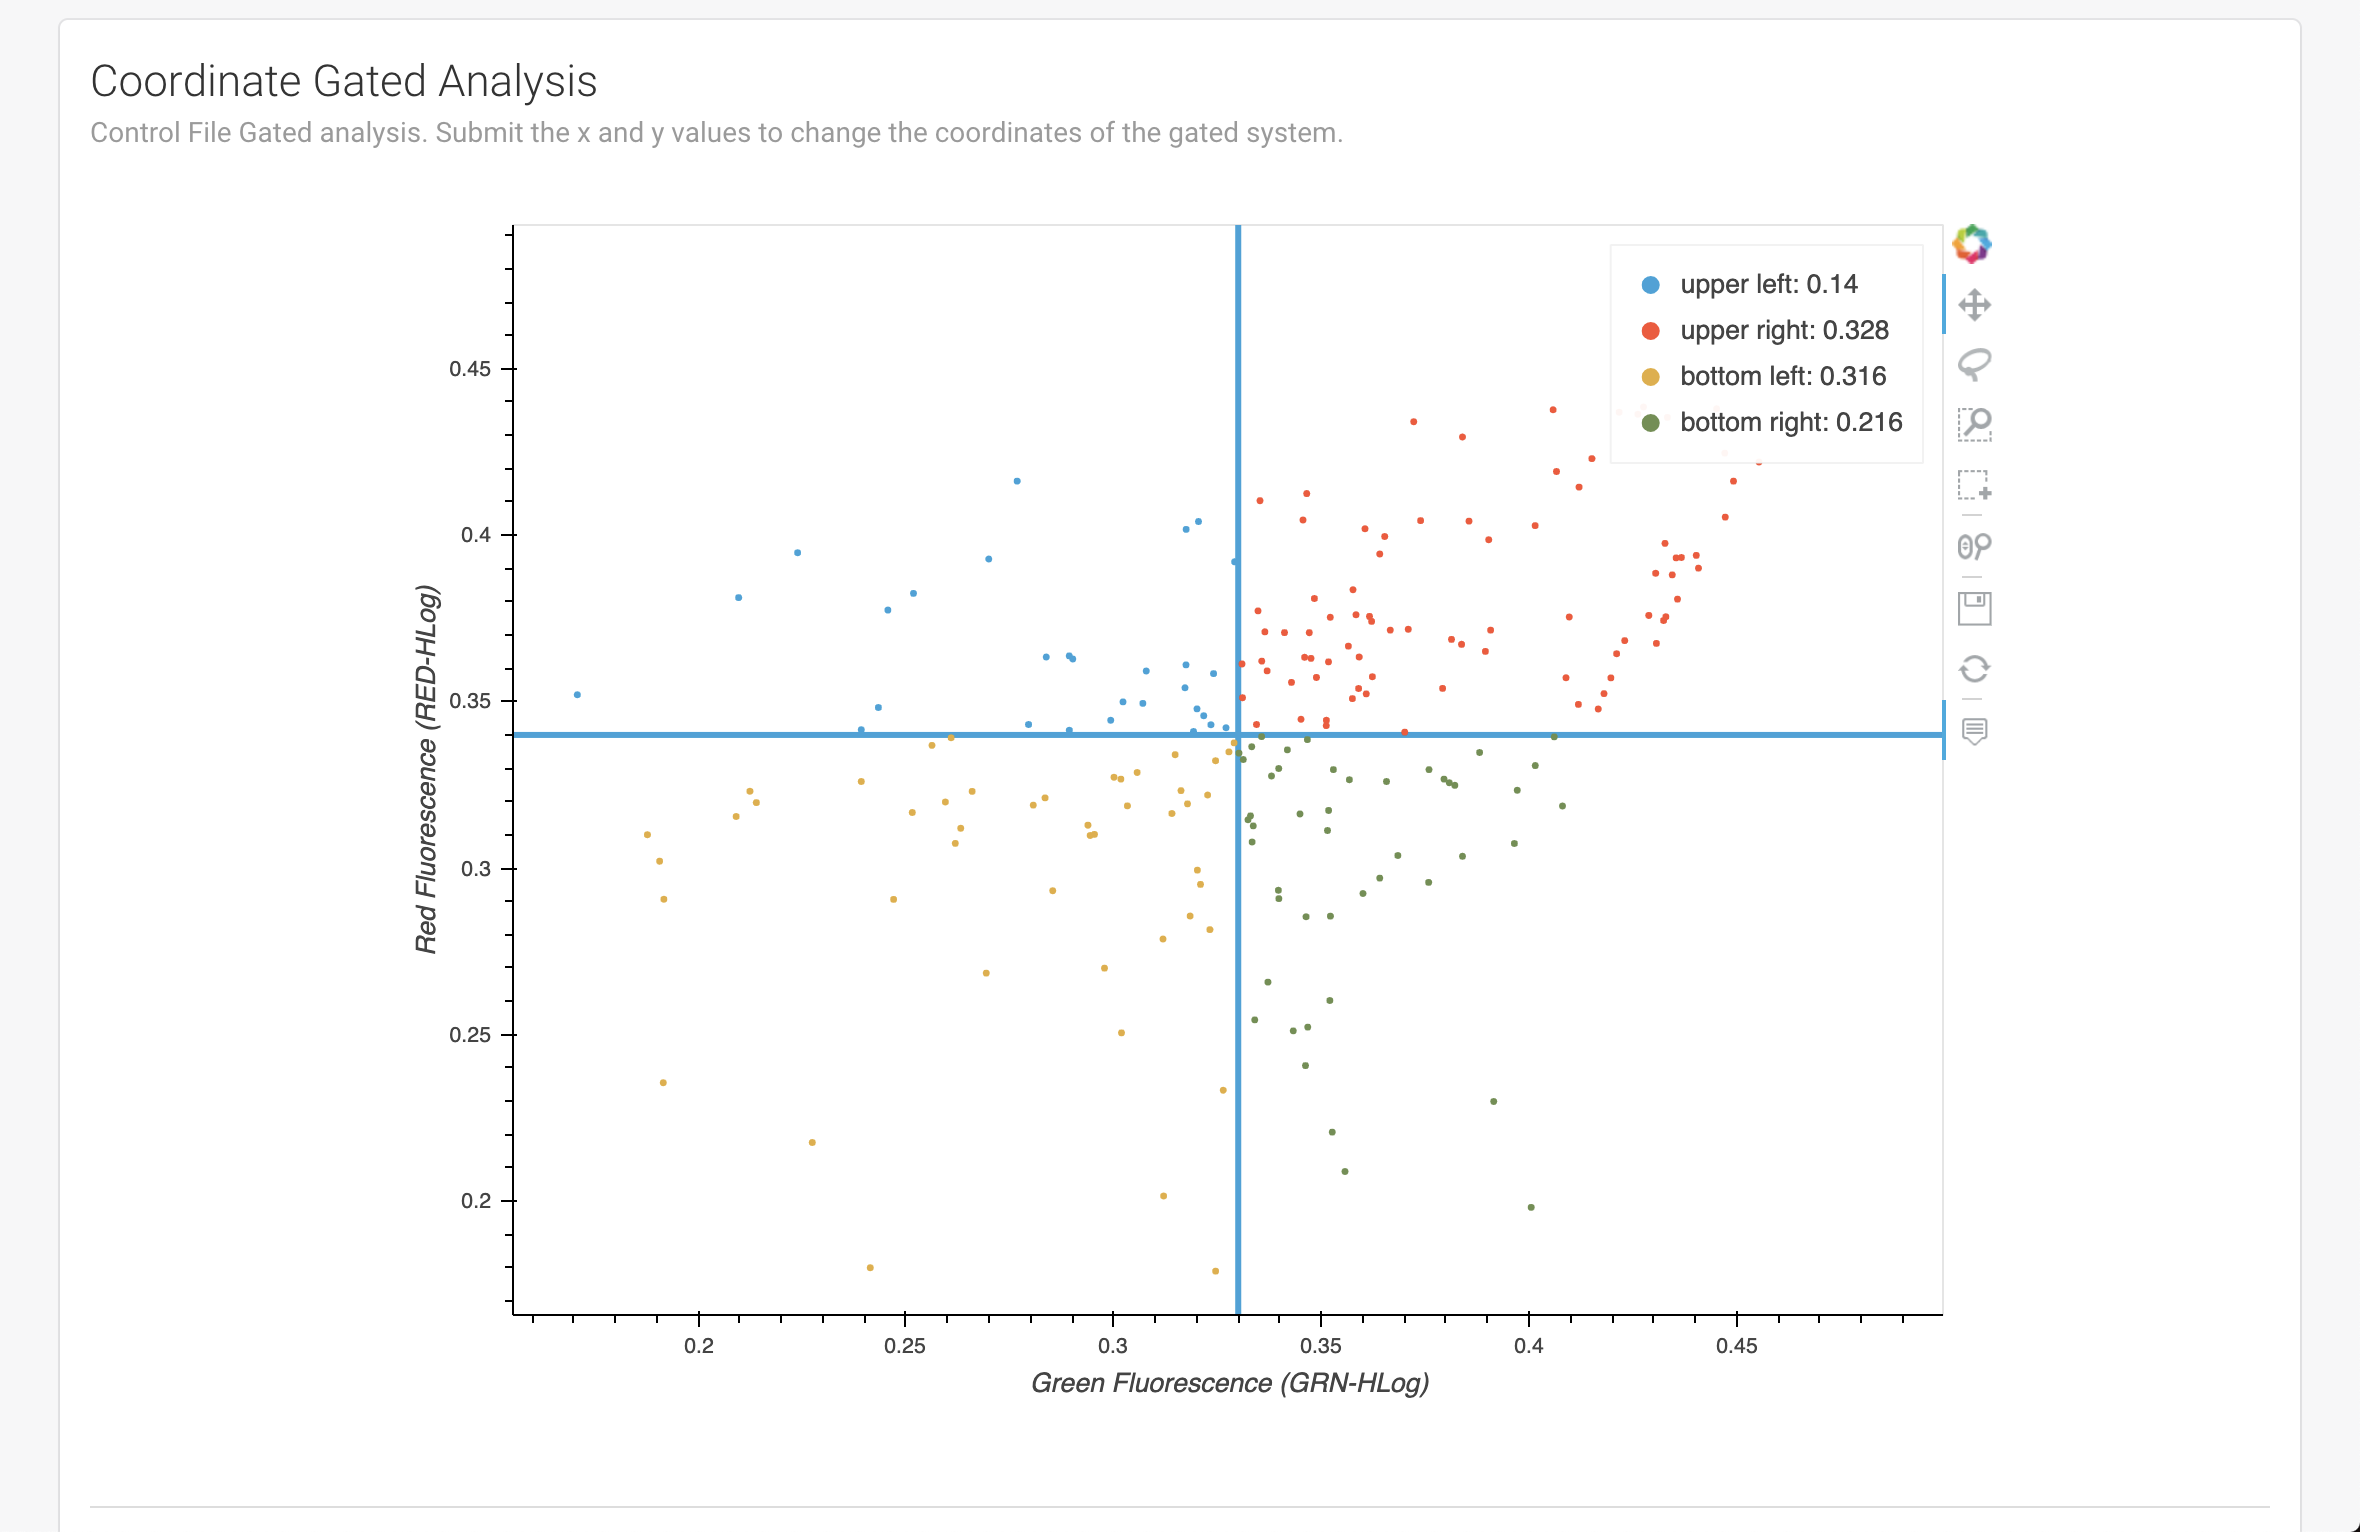 Coordinate Gated Analysis
Control File Gated analysis. Submit the x and y values to change the coordinates of the gated system.
upper left: 0.14
upper right: 0.328
bottom left: 0.316
bottom right: 0.216
0.45
0.4
0.35
0.3
0.25
0.2
Red Fluorescence (RED-HLog)
0.2 0.25 0.3 0.35 0.4 0.45
Green Fluorescence (GRN-HLog)